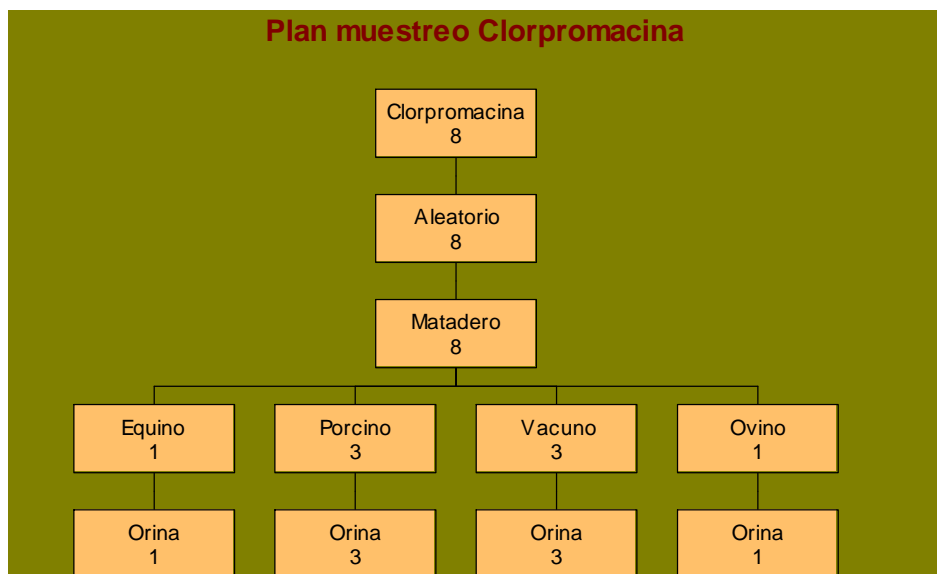 Plan muestreo Clorpromacina
Clorpromacina
8
Aleatorio
8
Matadero
8
Equino
1
Porcino
3
Vacuno
3
Ovino
1
Orina
1
Orina
3
Orina
3
Orina
1